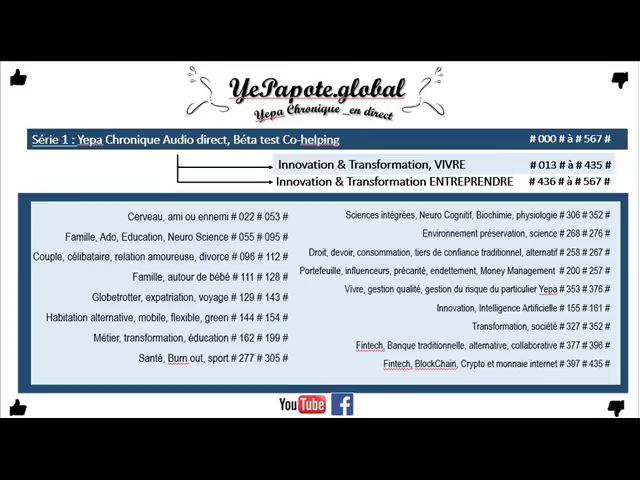 YePapote.global
Yepa Chronique _en direct
Série 1 : Yepa Chronique Audio direct, Béta test Co-helping # 000 # à # 567 #
Innovation & Transformation, VIVRE # 013 # à # 435 #
Innovation & Transformation ENTREPRENDRE # 436 # à # 567 #
Cerveau, ami ou ennemi # 022 # 053 #
Famille, Ado, Education, Neuro Science # 055 # 095 #
Couple, célibataire, relation amoureuse, divorce # 096 # 112 #
Famille, autour de bébé # 111 # 128 #
Globetrotter, expatriation, voyage # 129 # 143 #
Habitation alternative, mobile, flexible, green # 144 # 154 #
Métier, transformation, éducation # 162 # 199 #
Santé, Burn out, sport # 277 # 305 #
Sciences intégrées, Neuro Cognitif, Biochimie, physiologie # 306 # 352 #
Environnement préservation, science # 268 # 276 #
Droit, devoir, consommation, tiers de confiance traditionnel, alternatif # 258 # 267 #
Portefeuille, influenceurs, précarité, endettement, Money Management # 200 # 257 #
Vivre, gestion qualité, gestion du risque du particulier Yepa # 353 # 376 #
Innovation, Intelligence Artificielle # 155 # 161 #
Transformation, société # 327 # 352 #
Fintech, Banque traditionnelle, alternative, collaborative # 377 # 396 #
Fintech, BlockChain, Crypto et monnaie internet # 397 # 435 #
YouTube f